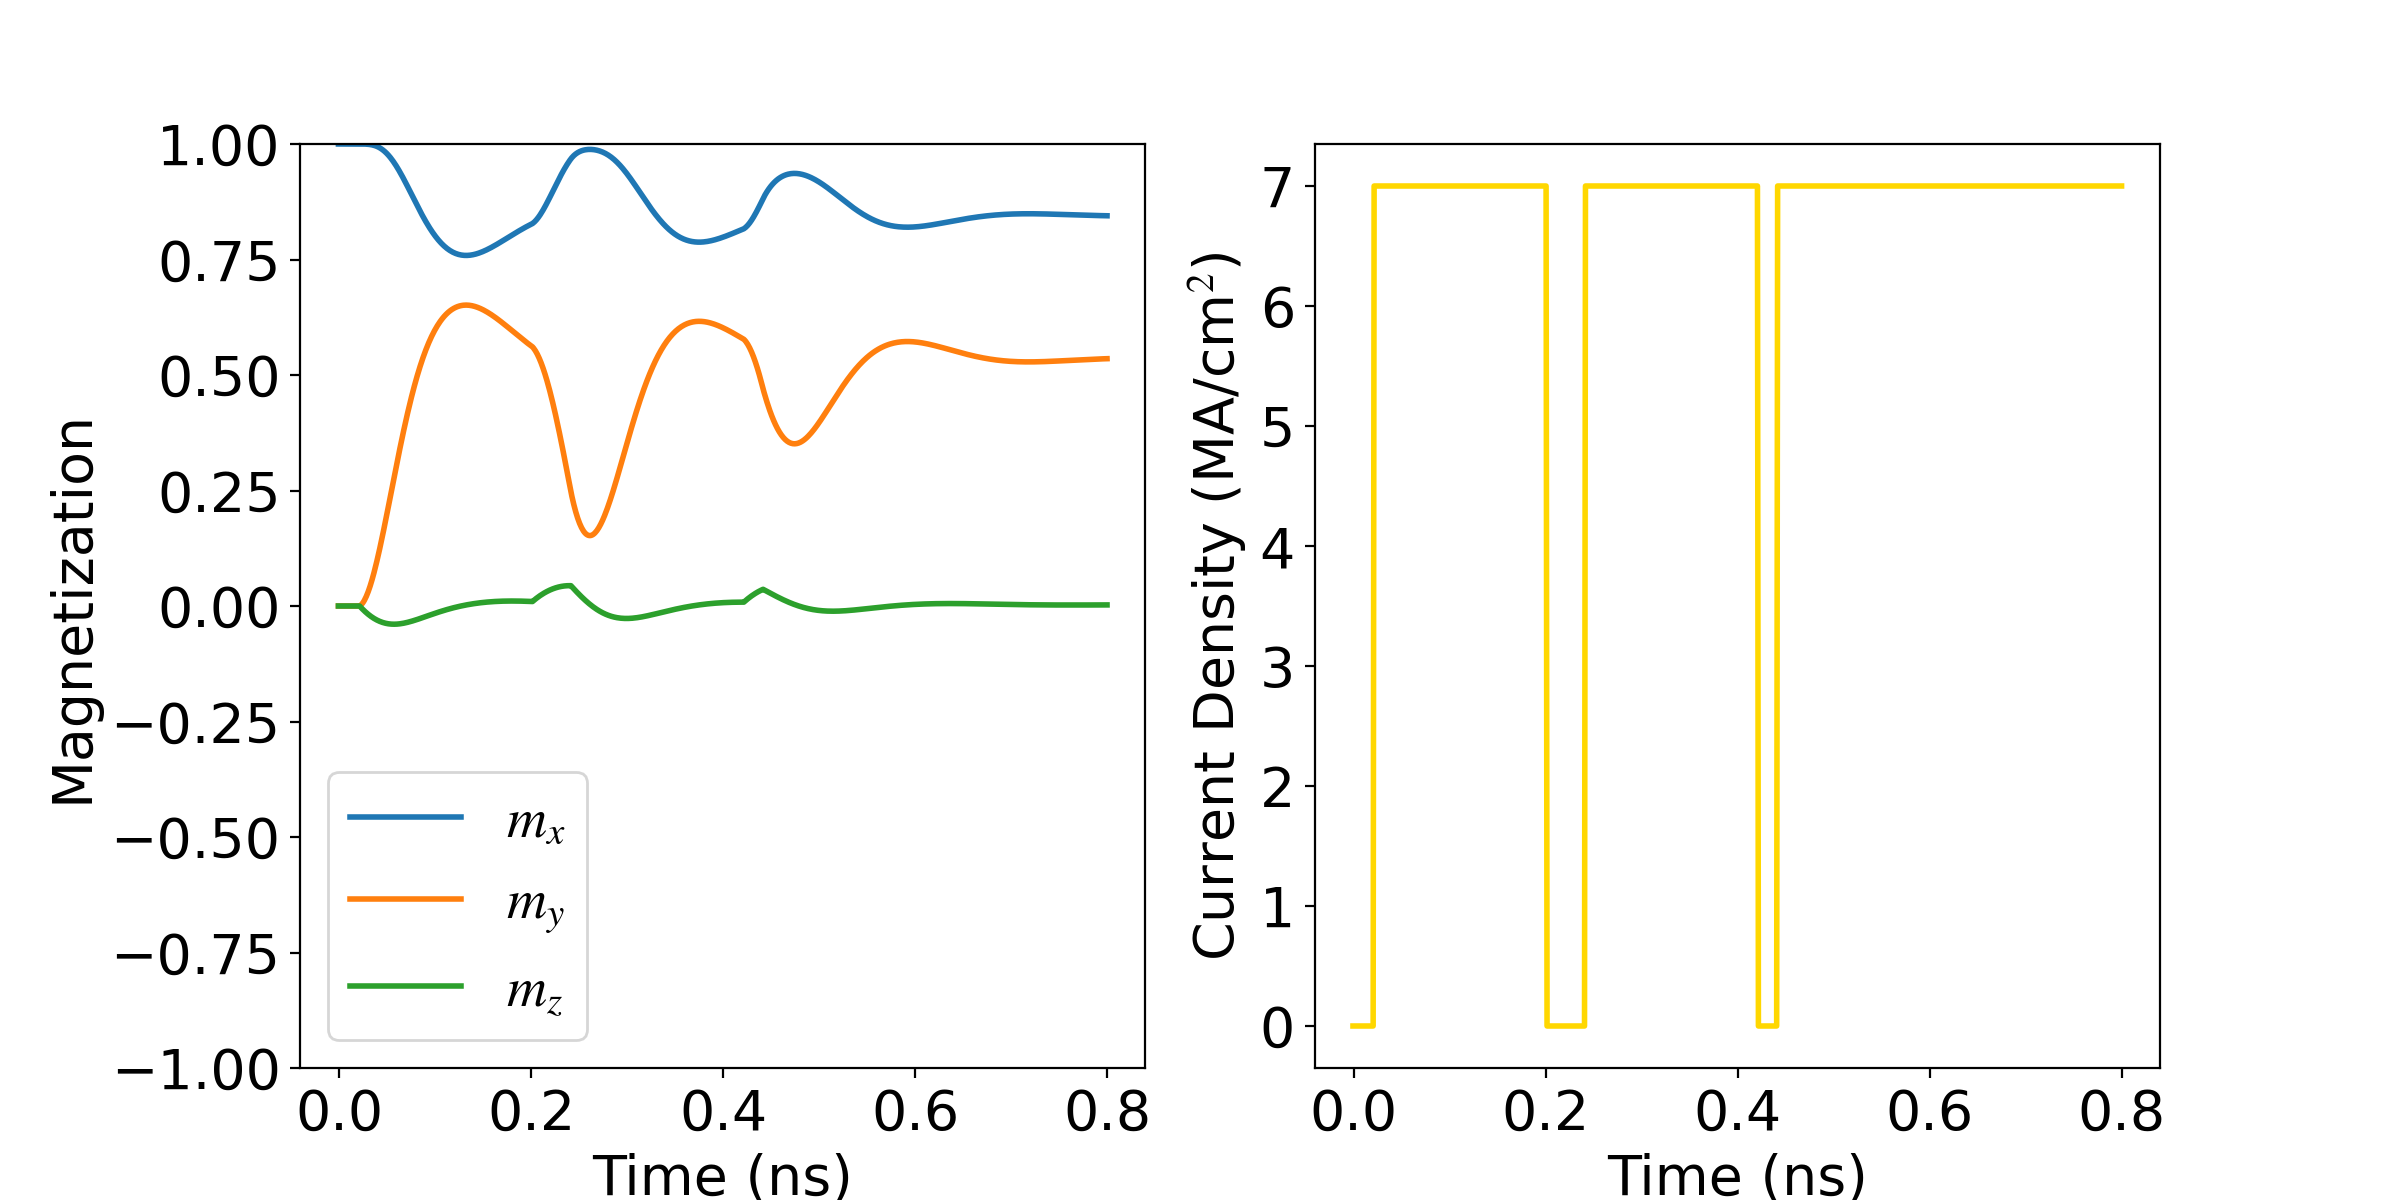 Magnetization
1.00
0.75
0.50
0.25
0.00
−0.25
−0.50
−0.75
−1.00
m_x
m_y
m_z
0.0 0.2 0.4 0.6 0.8
Time (ns)
Current Density (MA/cm²)
7
6
5
4
3
2
1
0
0.0 0.2 0.4 0.6 0.8
Time (ns)